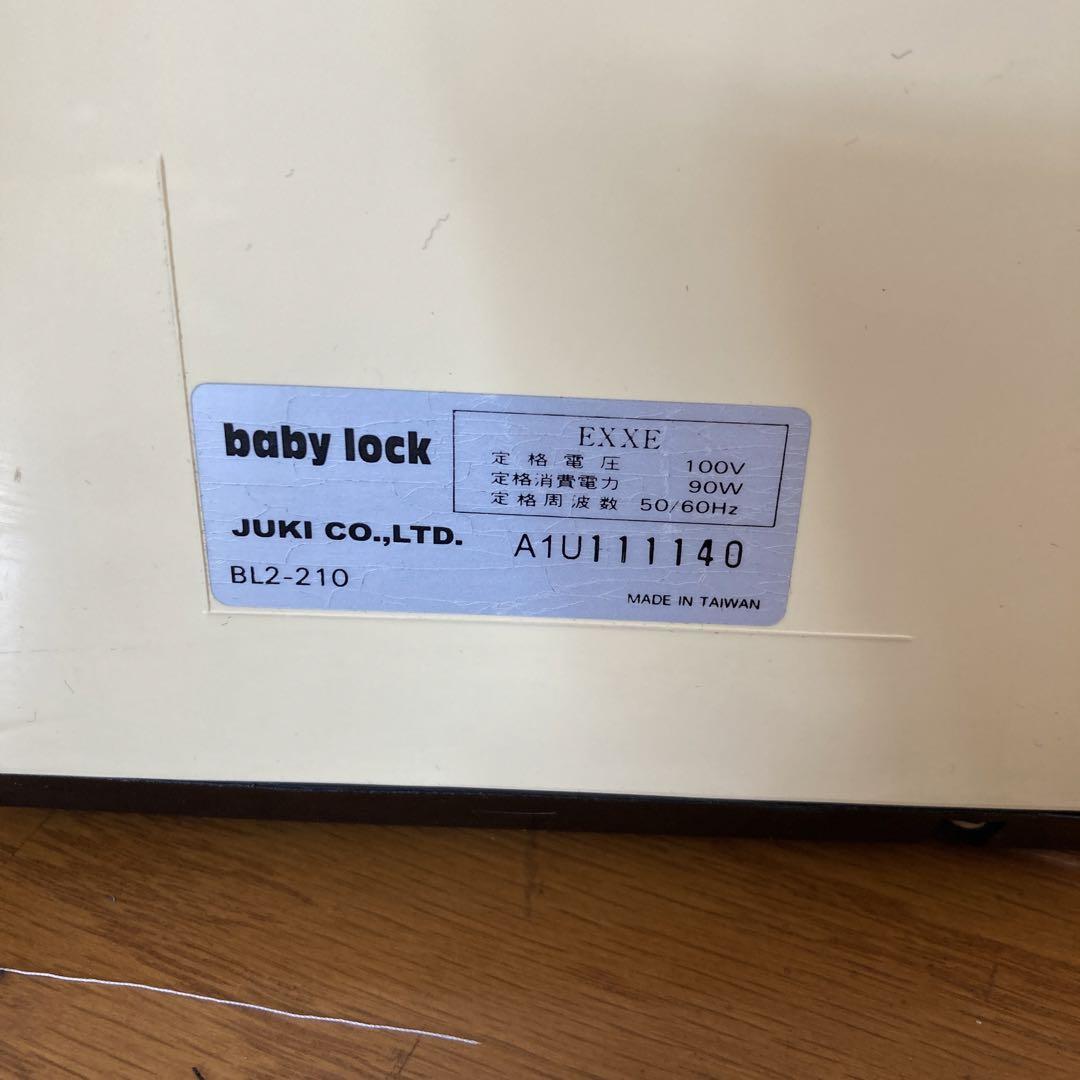 baby lock
EXXE
定格電圧 100V
定格消費電力 90W
定格周波数 50/60Hz
JUKI CO.,LTD.
A1U111140
BL2-210
MADE IN TAIWAN